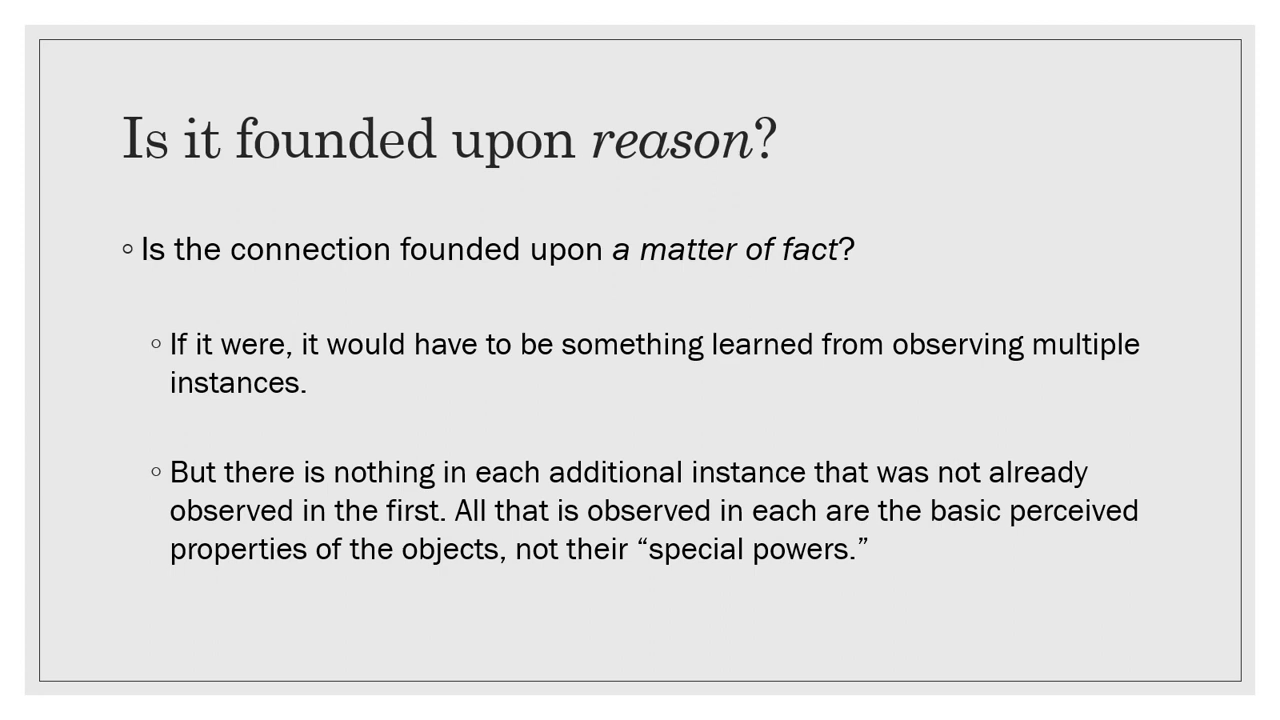 Is it founded upon reason?
◦ Is the connection founded upon a matter of fact?
◦ If it were, it would have to be something learned from observing multiple
instances.
◦ But there is nothing in each additional instance that was not already
observed in the first. All that is observed in each are the basic perceived
properties of the objects, not their “special powers.”